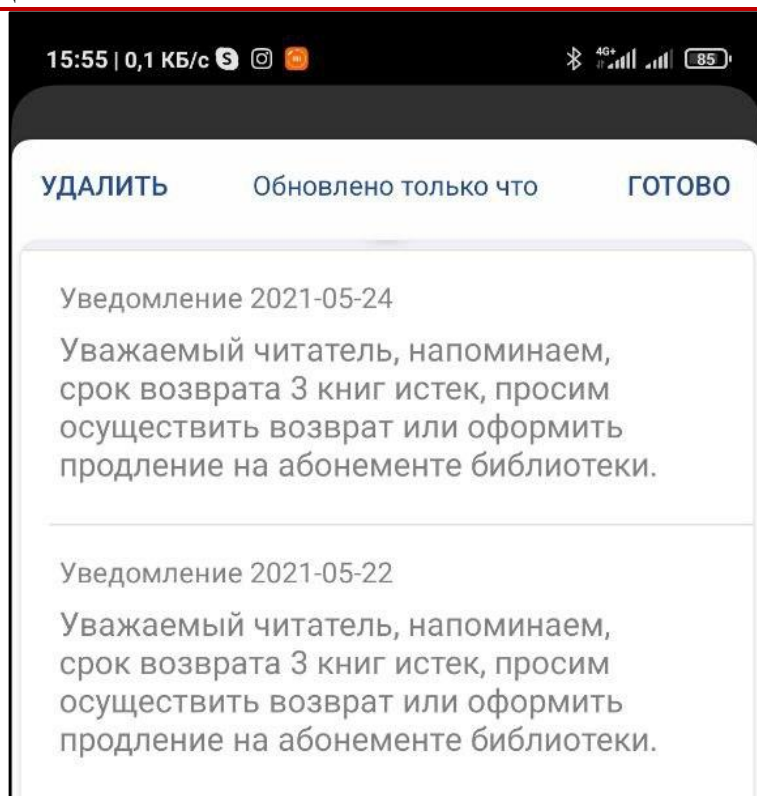 15:55 | 0,1 КБ/с
4G+
85
УДАЛИТЬ Обновлено только что ГОТОВО
Уведомление 2021-05-24
Уважаемый читатель, напоминаем,
срок возврата 3 книг истек, просим
осуществить возврат или оформить
продление на абонементе библиотеки.
Уведомление 2021-05-22
Уважаемый читатель, напоминаем,
срок возврата 3 книг истек, просим
осуществить возврат или оформить
продление на абонементе библиотеки.